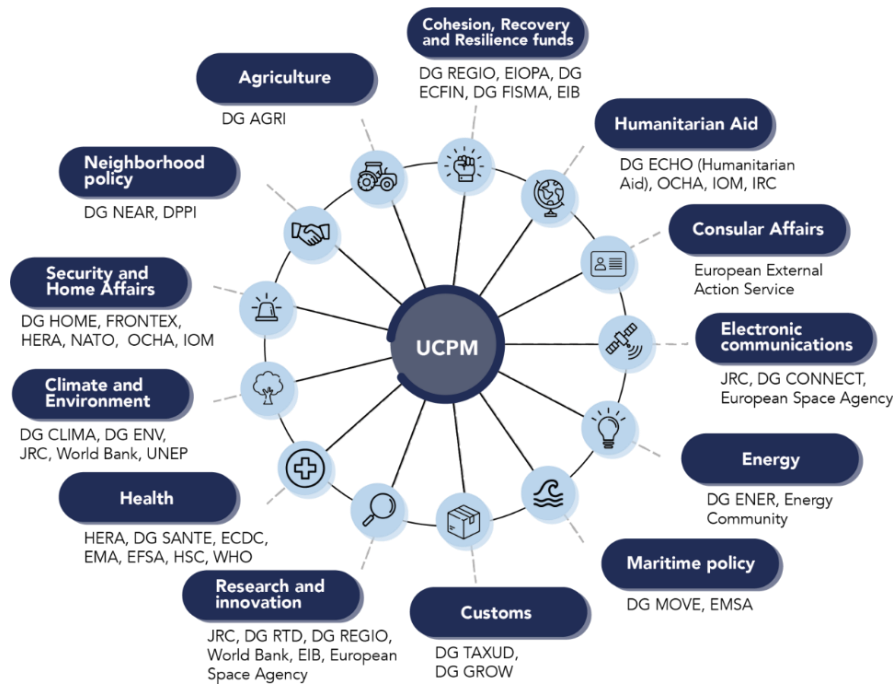 Cohesion, Recovery
and Resilience funds
DG REGIO, EIOPA, DG
ECFIN, DG FISMA, EIB
Humanitarian Aid
DG ECHO (Humanitarian
Aid), OCHA, IOM, IRC
Consular Affairs
European External
Action Service
Electronic
communications
JRC, DG CONNECT,
European Space Agency
Energy
DG ENER, Energy
Community
Maritime policy
DG MOVE, EMSA
Customs
DG TAXUD,
DG GROW
Research and
innovation
JRC, DG RTD, DG REGIO,
World Bank, EIB, European
Space Agency
Health
HERA, DG SANTE, ECDC,
EMA, EFSA, HSC, WHO
Climate and
Environment
DG CLIMA, DG ENV,
JRC, World Bank, UNEP
Security and
Home Affairs
DG HOME, FRONTEX,
HERA, NATO, OCHA, IOM
Neighborhood
policy
DG NEAR, DPPI
Agriculture
DG AGRI
UCPM